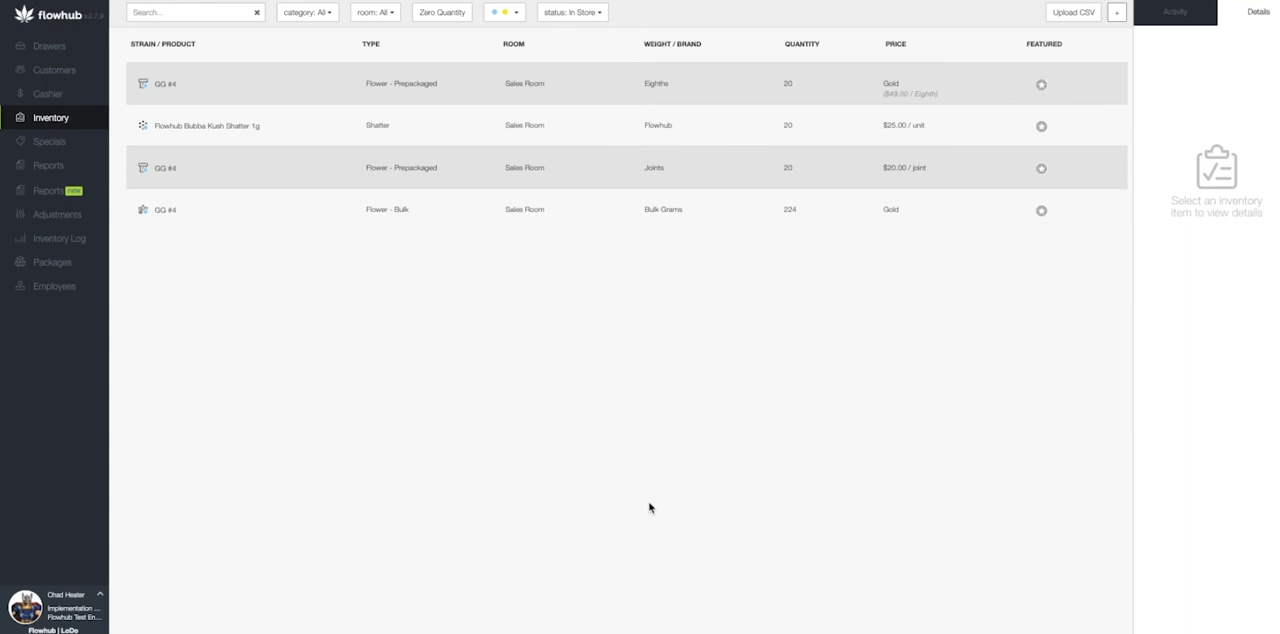 flowhub v2.7.9
Search... category: All room: All Zero Quantity status: In Store Upload CSV + Activity Details
Drawers
Customers
$ Cashier
Inventory
Specials
Reports
Reports new
Adjustments
Inventory Log
Packages
Employees
STRAIN / PRODUCT TYPE ROOM WEIGHT / BRAND QUANTITY PRICE FEATURED
GG #4 Flower - Prepackaged Sales Room Eighths 20 Gold
($49.00 / Eighth)
Flowhub Bubba Kush Shatter 1g Shatter Sales Room Flowhub 20 $25.00 / unit
GG #4 Flower - Prepackaged Sales Room Joints 20 $20.00 / joint
GG #4 Flower - Bulk Sales Room Bulk Grams 224 Gold
Select an inventory
item to view details
Chad Heater
Implementation ...
Flowhub Test En...
Flowhub | LoDo